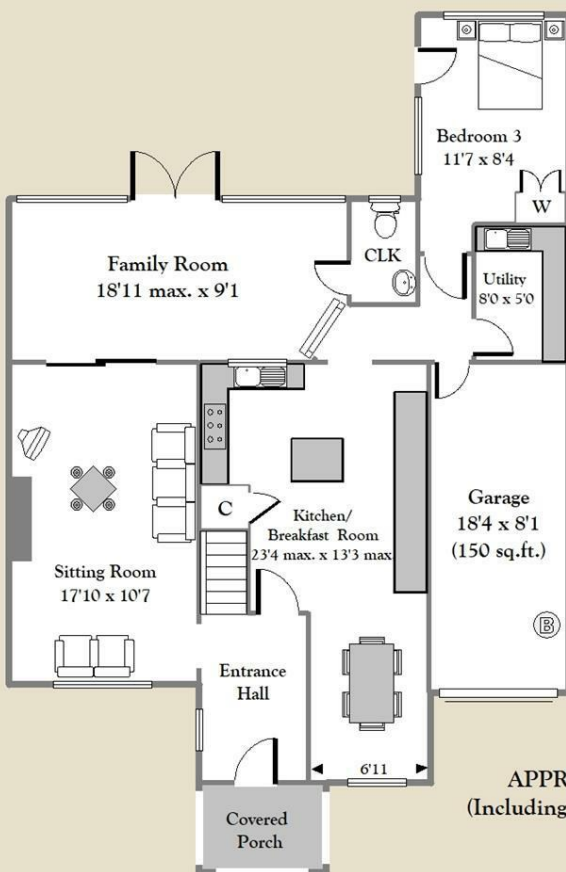 Bedroom 3
11'7 x 8'4
W
CLK
Family Room
18'11 max. x 9'1
Utility
8'0 x 5'0
C
Kitchen/
Breakfast Room
23'4 max. x 13'3 max.
Garage
18'4 x 8'1
(150 sq.ft.)
Sitting Room
17'10 x 10'7
B
Entrance
Hall
6'11
Covered
Porch
APPR
(Including